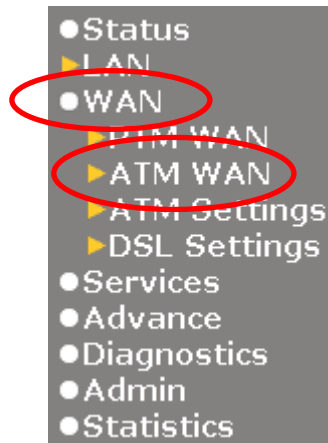 Status
LAN
WAN
PTM WAN
ATM WAN
ATM Settings
DSL Settings
Services
Advance
Diagnostics
Admin
Statistics